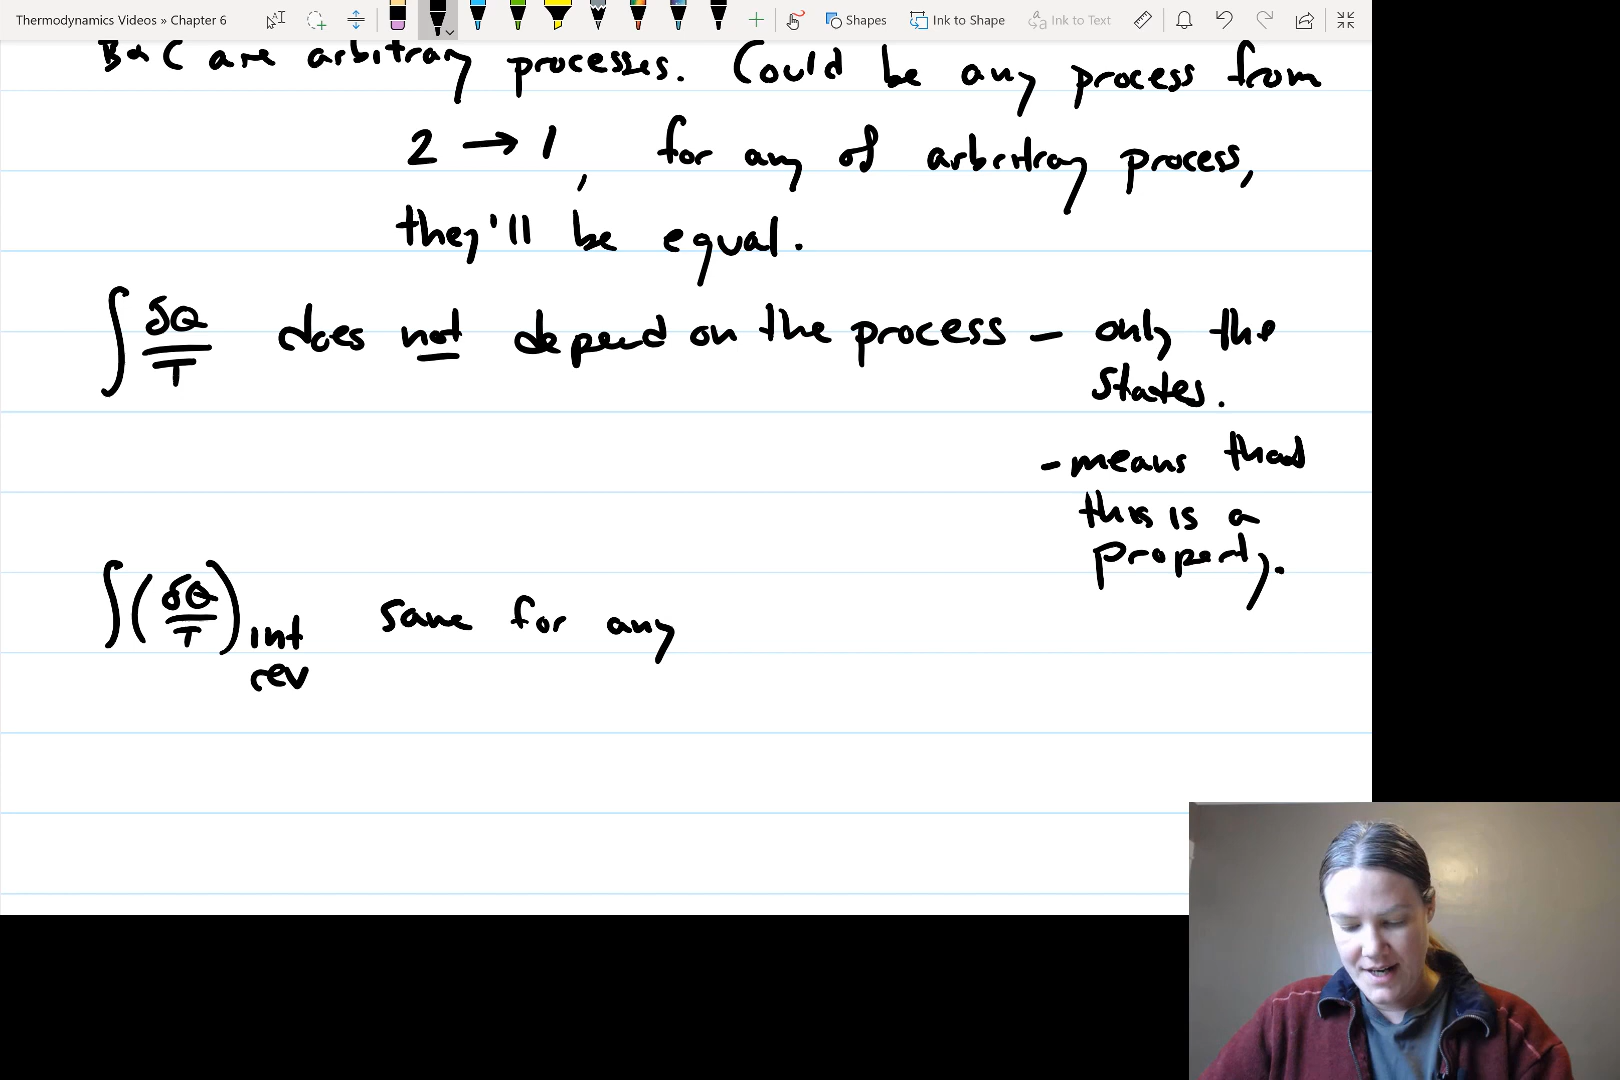 Thermodynamics Videos » Chapter 6
Shapes
Ink to Shape
Ink to Text
B & C are arbitrary processes. Could be any process from
2 → 1, for any of arbitray process,
they'll be equal.
∫ δQ/T does not depend on the process – only the
states.
- means that
this is a
property.
∫ (δQ/T) int
rev
same for any